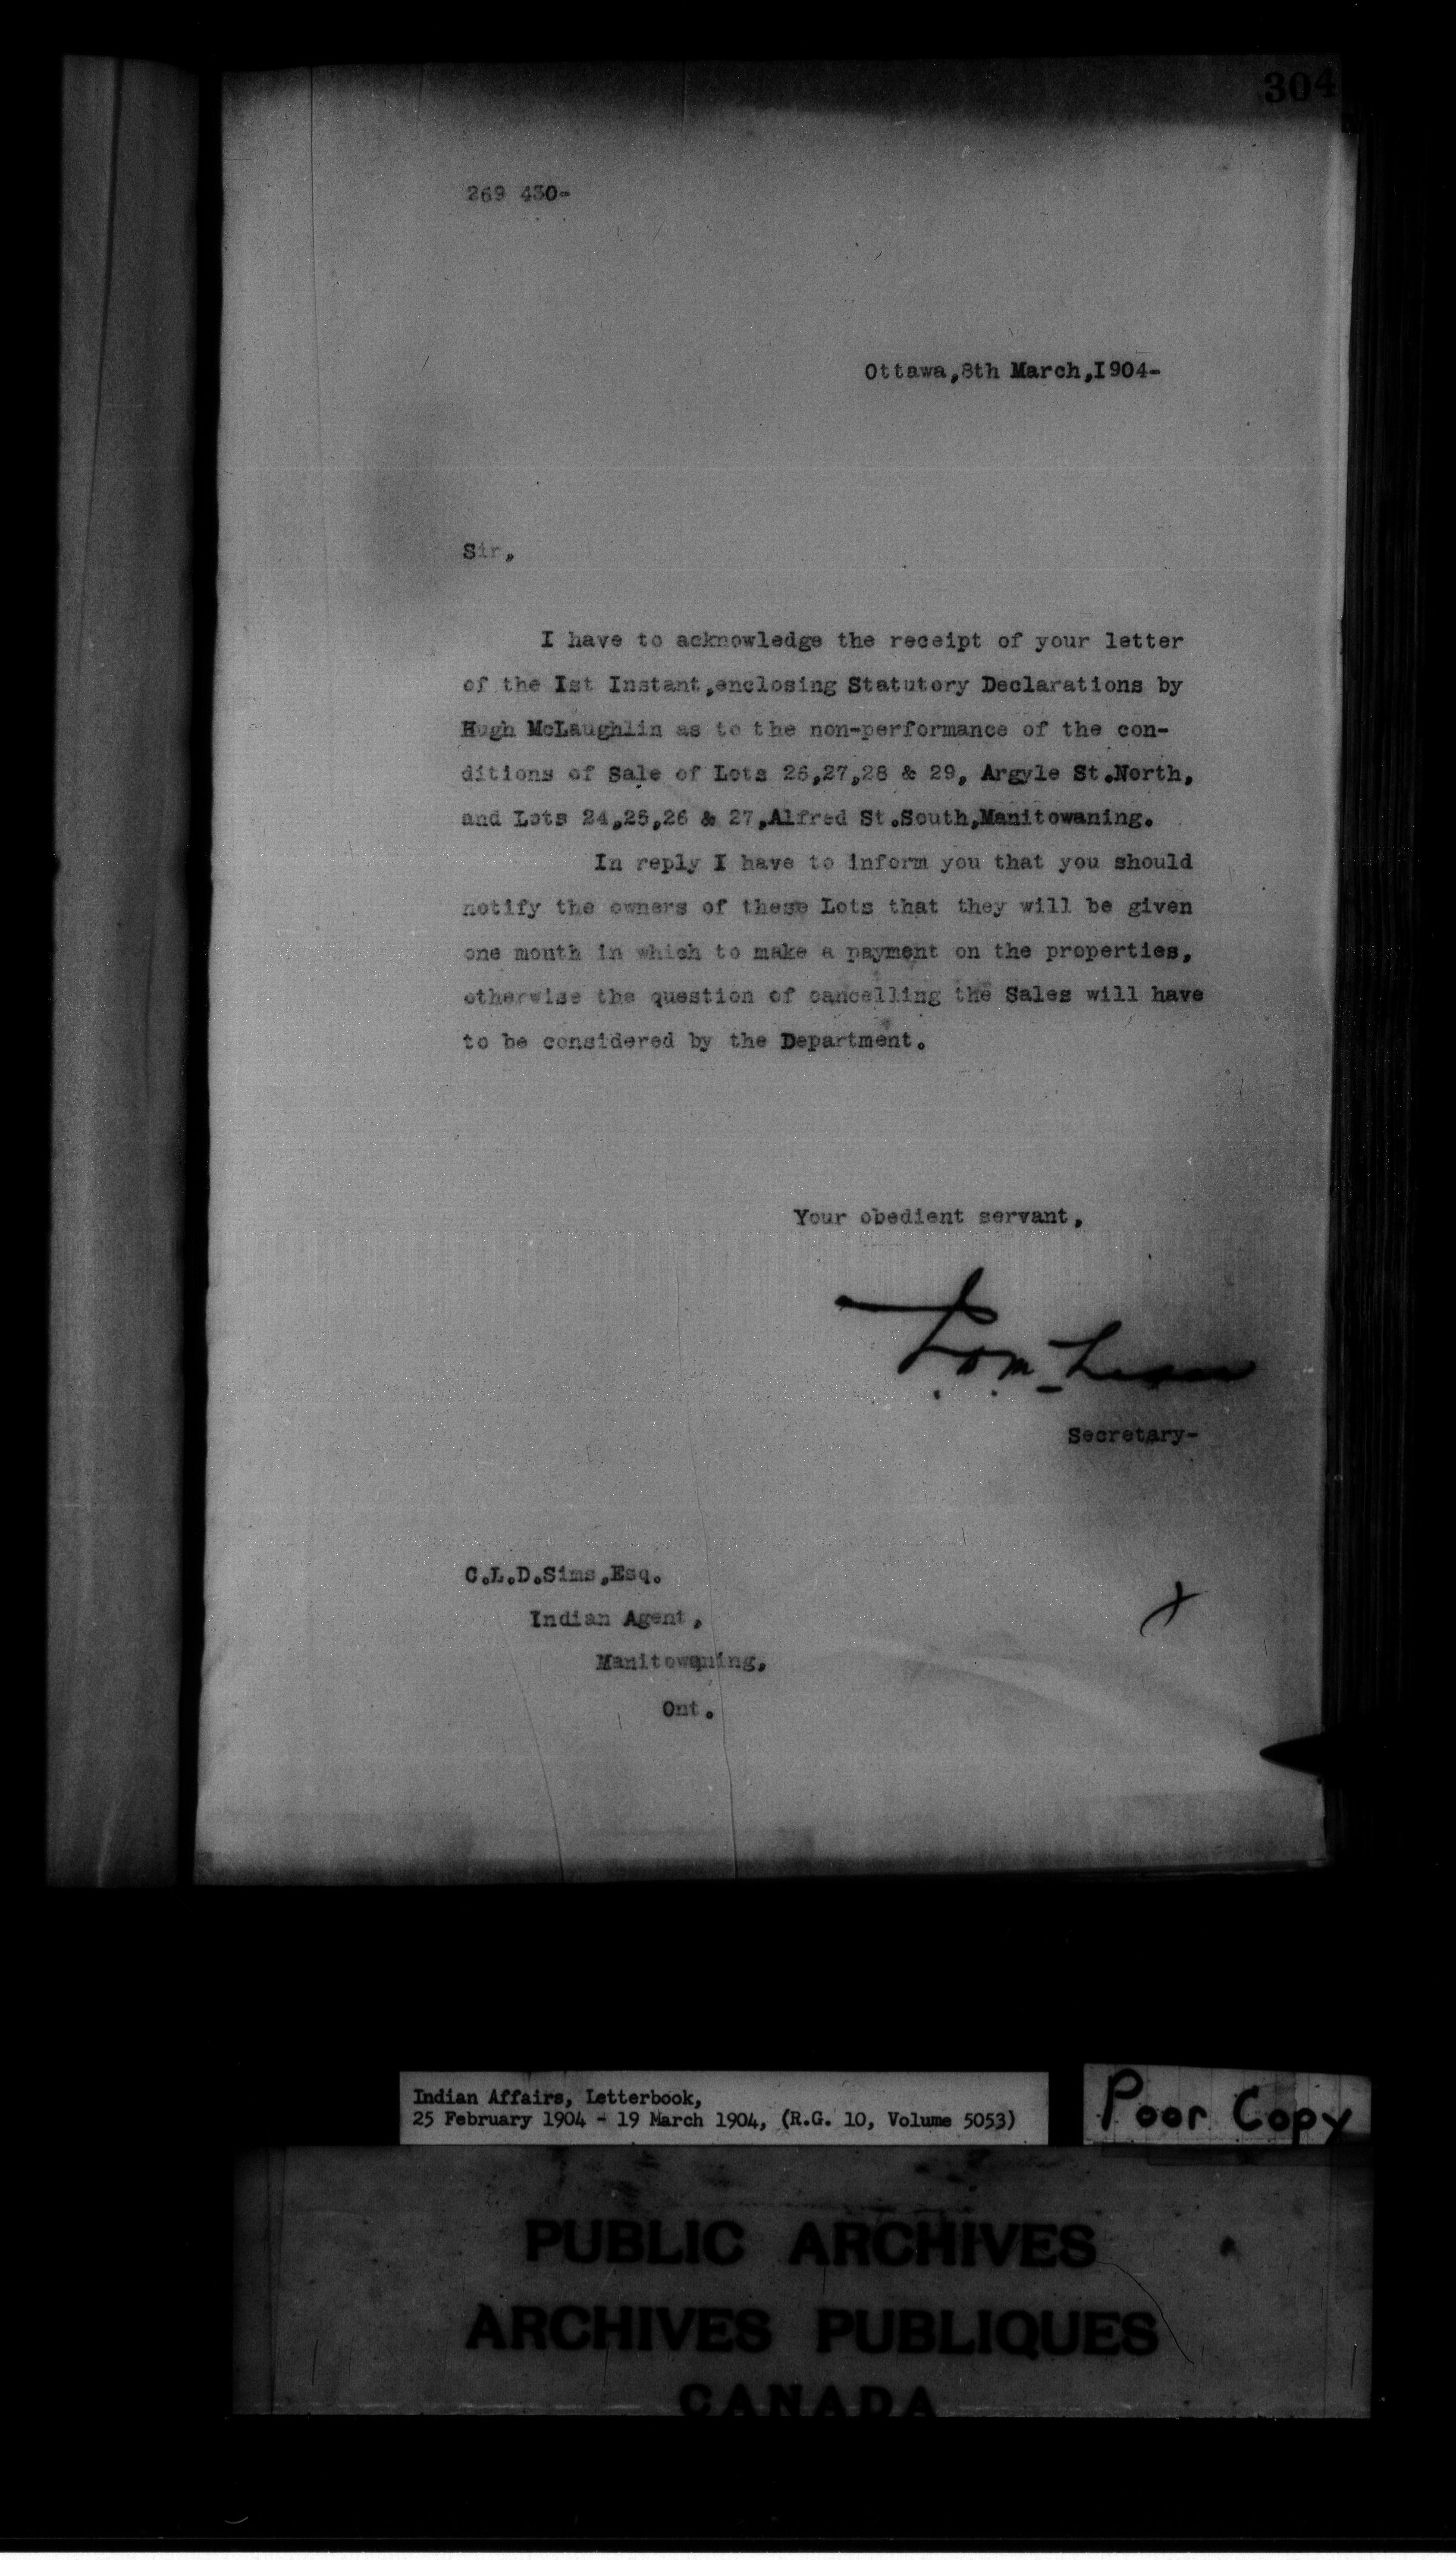 304
269 430-
Ottawa,8th March,I904-
Sir,
I have to acknowledge the receipt of your letter
of the Ist Instant,enclosing Statutory Declarations by
Hugh McLaughlin as to the non-performance of the con-
ditions of Sale of Lots 26,27,28 & 29, Argyle St.North,
and Lots 24,25,26 & 27,Alfred St.South,Manitowaning.
In reply I have to inform you that you should
notify the owners of these Lots that they will be given
one month in which to make a payment on the properties,
otherwise the question of cancelling the Sales will have
to be considered by the Department.
Your obedient servant,
Secretary-
C.L.D.Sims,Esq.
Indian Agent,
Manitowaning,
Ont.
Indian Affairs, Letterbook,
25 February 1904 - 19 March 1904, (R.G. 10, Volume 5053)
Poor Copy
PUBLIC ARCHIVES
ARCHIVES PUBLIQUES
CANADA